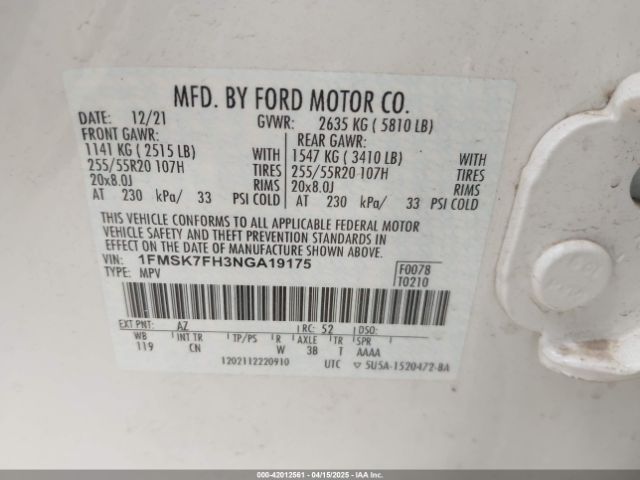 MFD. BY FORD MOTOR CO.
DATE: 12/21 GVWR: 2635 KG ( 5810 LB)
FRONT GAWR: REAR GAWR:
1141 KG ( 2515 LB) WITH 1547 KG ( 3410 LB) WITH
255/55R20 107H TIRES 255/55R20 107H TIRES
20x8.0J RIMS 20x8.0J RIMS
AT 230 kPa/ 33 PSI COLD AT 230 kPa/ 33 PSI COLD
THIS VEHICLE CONFORMS TO ALL APPLICABLE FEDERAL MOTOR
VEHICLE SAFETY AND THEFT PREVENTION STANDARDS IN
EFFECT ON THE DATE OF MANUFACTURE SHOWN ABOVE.
VIN: 1FMSK7FH3NGA19175 F0078
TYPE: MPV T0210
EXT PNT: AZ RC: 52 DSO:
WB INT TR TP/PS R AXLE TR SPR
119 CN W 38 T AAAA
1202112220910 UTC ▽ 5U5A-1520472-BA
000-42012561 - 04/15/2025 - IAAI.COM